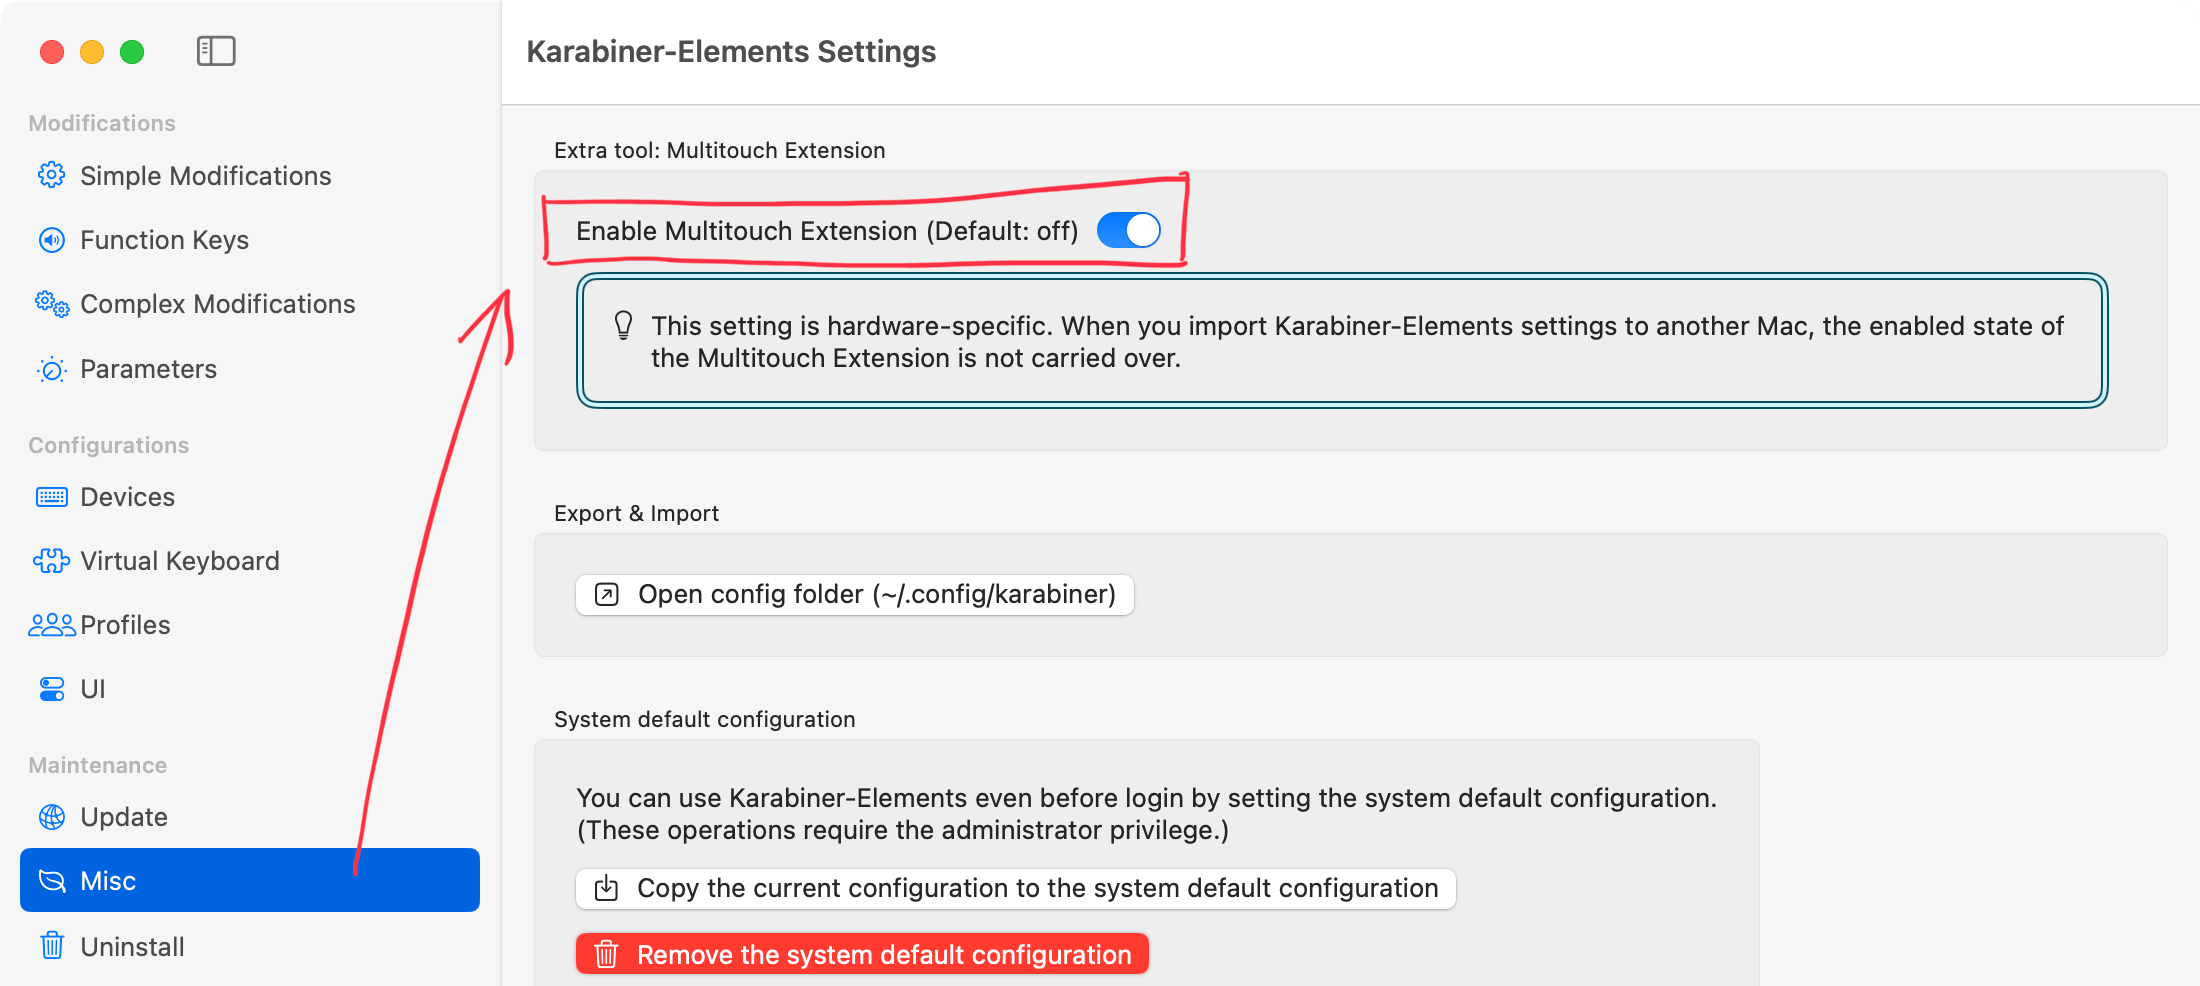 Karabiner-Elements Settings
Modifications
Simple Modifications
Function Keys
Complex Modifications
Parameters
Configurations
Devices
Virtual Keyboard
Profiles
UI
Maintenance
Update
Misc
Uninstall
Extra tool: Multitouch Extension
Enable Multitouch Extension (Default: off)
This setting is hardware-specific. When you import Karabiner-Elements settings to another Mac, the enabled state of
the Multitouch Extension is not carried over.
Export & Import
Open config folder (~/.config/karabiner)
System default configuration
You can use Karabiner-Elements even before login by setting the system default configuration.
(These operations require the administrator privilege.)
Copy the current configuration to the system default configuration
Remove the system default configuration